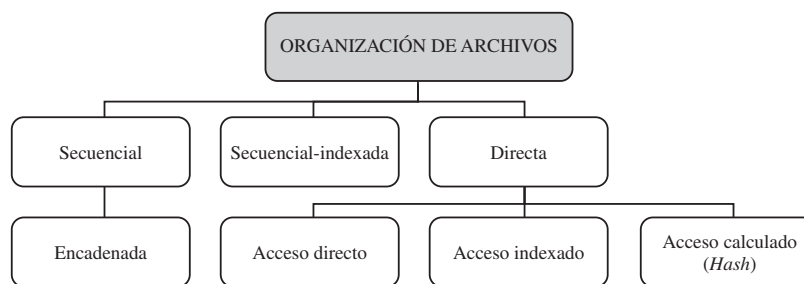 ORGANIZACIÓN DE ARCHIVOS
Secuencial
Secuencial-indexada
Directa
Encadenada
Acceso directo
Acceso indexado
Acceso calculado
(Hash)